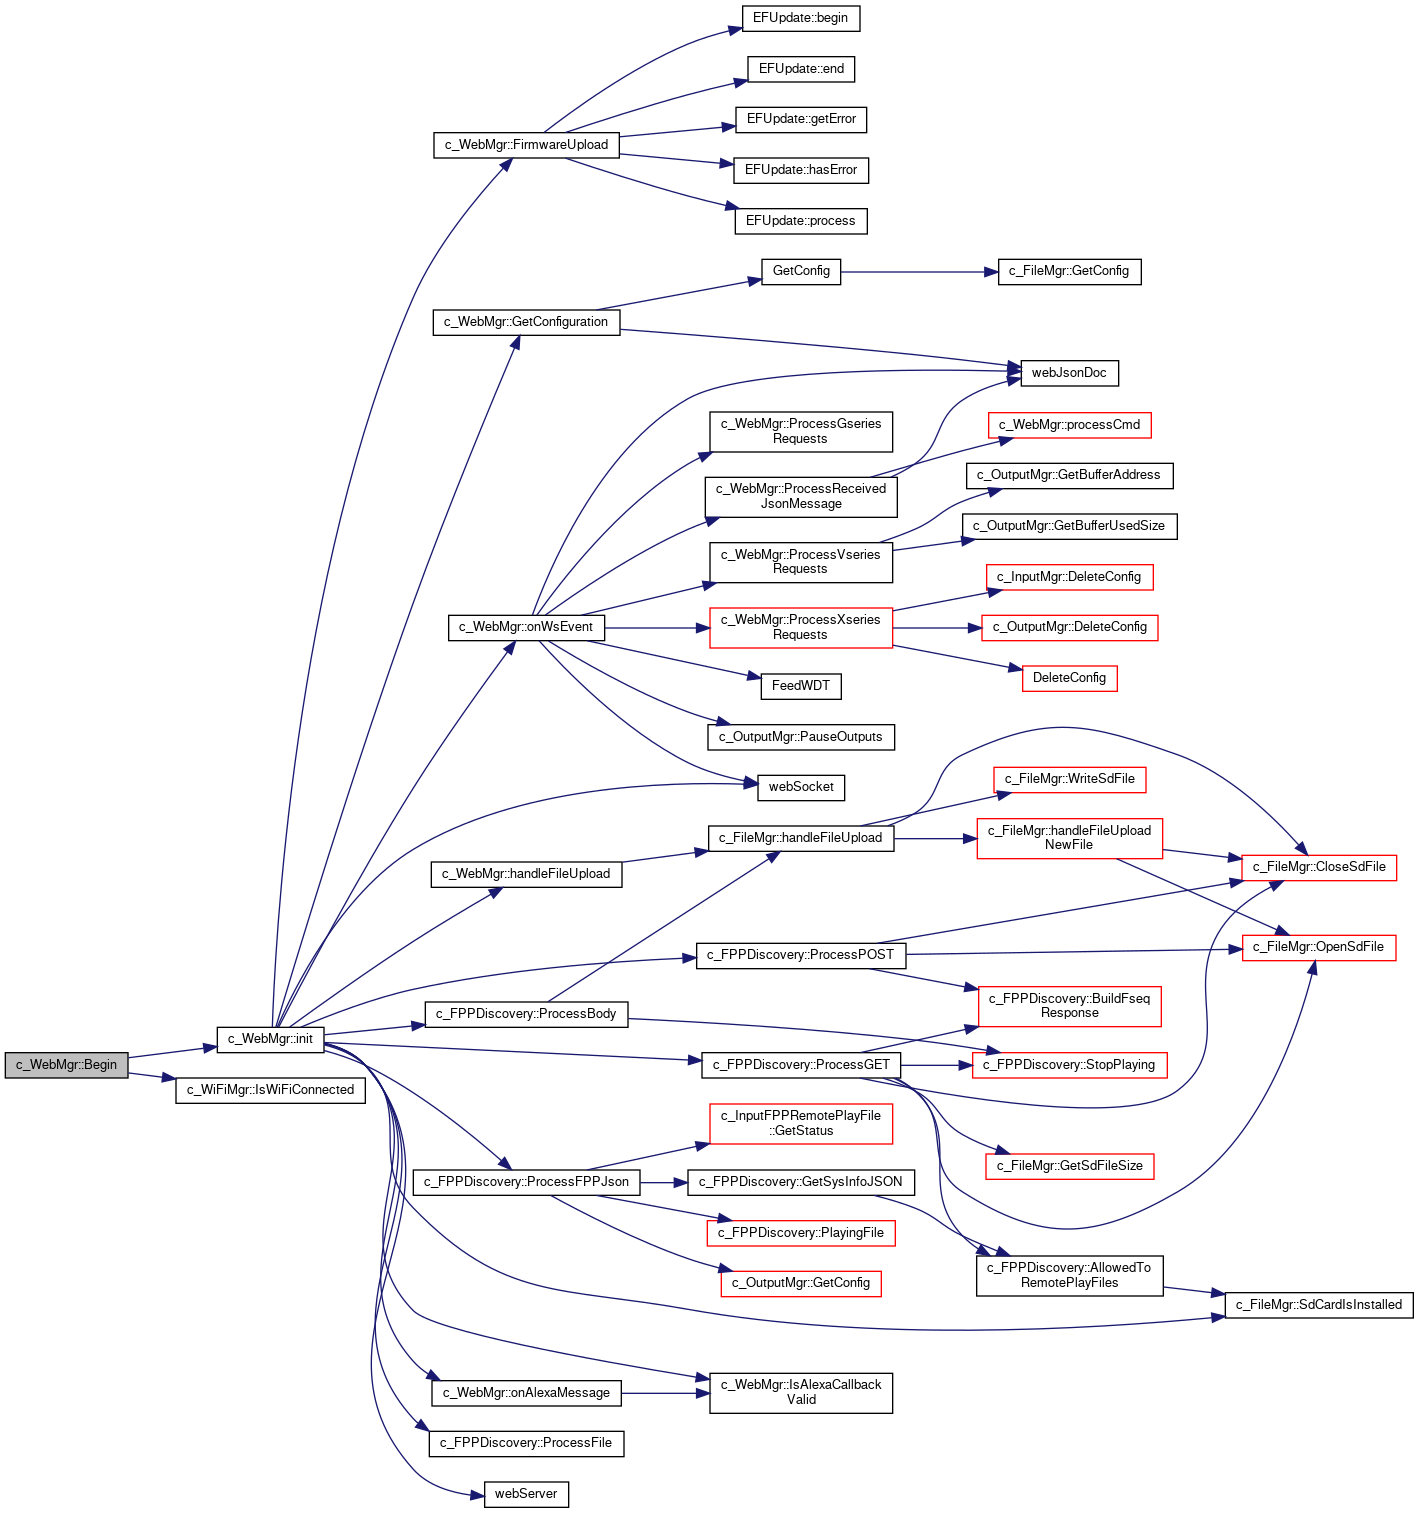 EFUpdate::begin
EFUpdate::end
EFUpdate::getError
c_WebMgr::FirmwareUpload
EFUpdate::hasError
EFUpdate::process
GetConfig
c_FileMgr::GetConfig
c_WebMgr::GetConfiguration
webJsonDoc
c_WebMgr::ProcessGseries
Requests
c_WebMgr::processCmd
c_WebMgr::ProcessReceived
JsonMessage
c_OutputMgr::GetBufferAddress
c_OutputMgr::GetBufferUsedSize
c_WebMgr::ProcessVseries
Requests
c_InputMgr::DeleteConfig
c_WebMgr::onWsEvent
c_WebMgr::ProcessXseries
Requests
c_OutputMgr::DeleteConfig
DeleteConfig
FeedWDT
c_OutputMgr::PauseOutputs
webSocket
c_FileMgr::WriteSdFile
c_FileMgr::handleFileUpload
c_FileMgr::handleFileUpload
NewFile
c_FileMgr::CloseSdFile
c_WebMgr::handleFileUpload
c_FPPDiscovery::ProcessPOST
c_FileMgr::OpenSdFile
c_FPPDiscovery::BuildFseq
Response
c_FPPDiscovery::ProcessBody
c_WebMgr::init
c_WebMgr::Begin
c_FPPDiscovery::ProcessGET
c_FPPDiscovery::StopPlaying
c_WiFiMgr::IsWiFiConnected
c_InputFPPRemotePlayFile
::GetStatus
c_FileMgr::GetSdFileSize
c_FPPDiscovery::ProcessFPPJson
c_FPPDiscovery::GetSysInfoJSON
c_FPPDiscovery::PlayingFile
c_FPPDiscovery::AllowedTo
RemotePlayFiles
c_OutputMgr::GetConfig
c_FileMgr::SdCardIsInstalled
c_WebMgr::onAlexaMessage
c_WebMgr::IsAlexaCallback
Valid
c_FPPDiscovery::ProcessFile
webServer